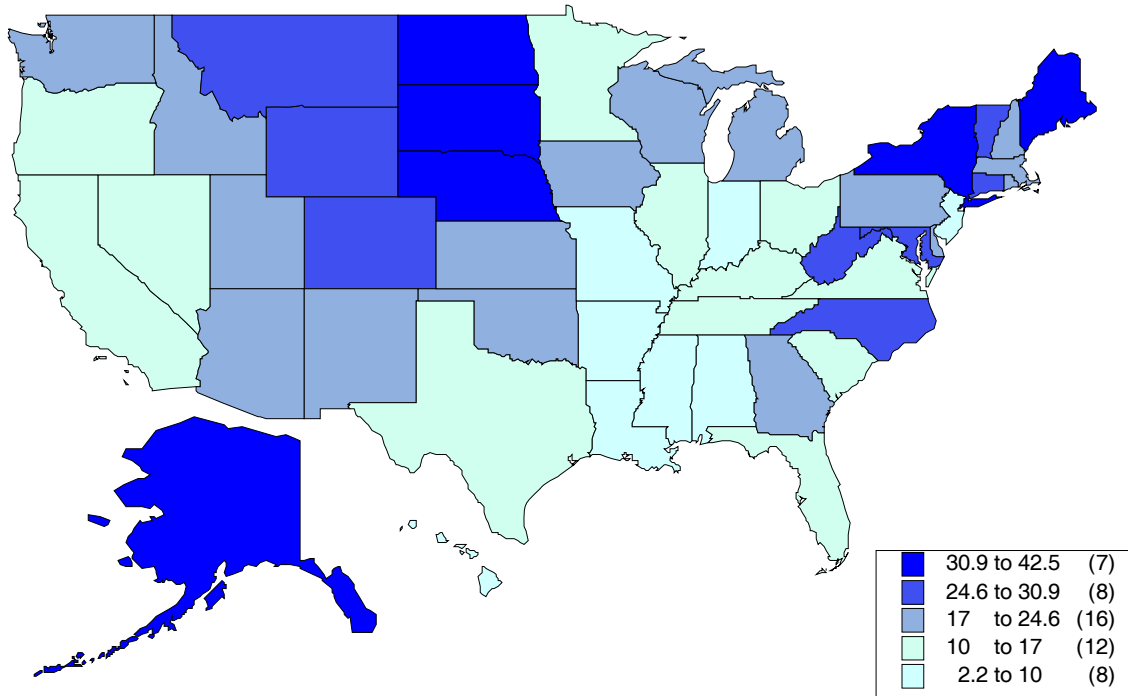 30.9 to 42.5 (7)
24.6 to 30.9 (8)
17 to 24.6 (16)
10 to 17 (12)
2.2 to 10 (8)